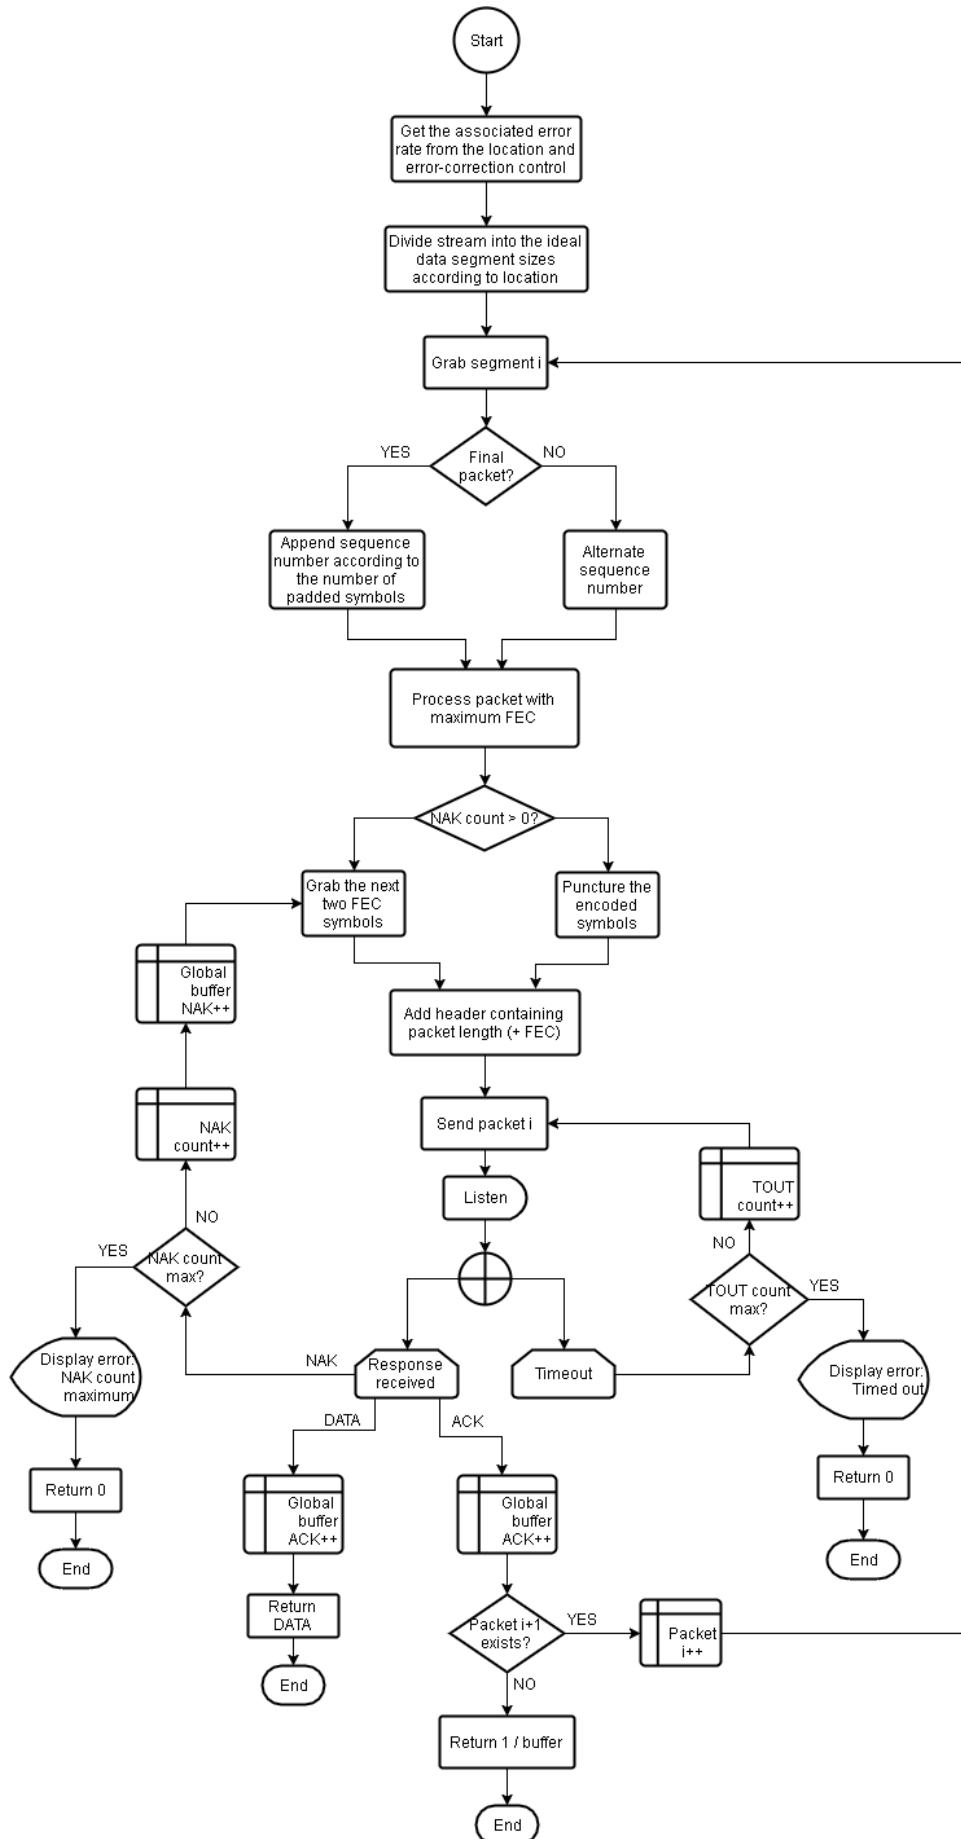 Start
Get the associated error
rate from the location and
error-correction control
Divide stream into the ideal
data segment sizes
according to location
Grab segment i
Final
packet?
YES
NO
Append sequence
number according to
the number of
padded symbols
Alternate
sequence
number
Process packet with
maximum FEC
NAK count > 0?
Grab the next
two FEC
symbols
Puncture the
encoded
symbols
Global
buffer
NAK++
Add header containing
packet length (+ FEC)
NAK
count++
Send packet i
Listen
TOUT
count++
NO
YES
NAK count
max?
NO
YES
TOUT count
max?
Display error:
NAK count
maximum
NAK
Response
received
Timeout
Display error:
Timed out
DATA
ACK
Return 0
End
Global
buffer
ACK++
Global
buffer
ACK++
Return 0
End
Return
DATA
End
Packet i+1
exists?
YES
Packet
i++
NO
Return 1 / buffer
End